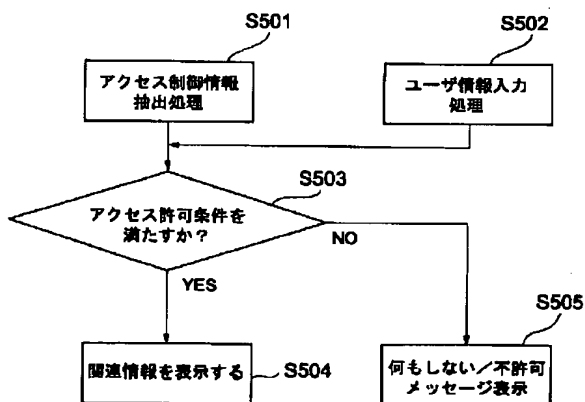 S501
S502
アクセス制御情報
抽出処理
ユーザ情報入力
処理
S503
アクセス許可条件を
満たすか？
NO
YES
S505
関連情報を表示する
S504
何もしない／不許可
メッセージ表示